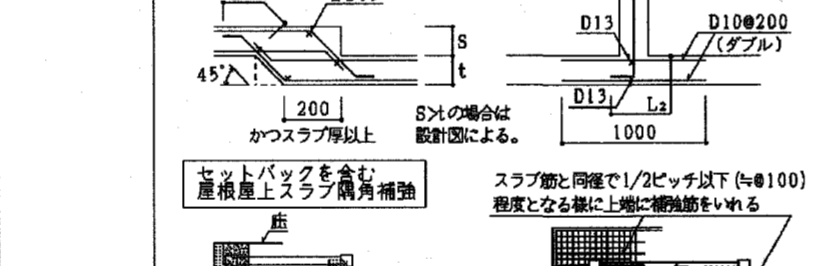 S
t
45°
200
かつスラブ厚以上
S>tの場合は
設計図による。
D13
D10@200
(ダブル)
D13
L₂
1000
セットバックを含む
屋根屋上スラブ隅角補強
スラブ筋と同径で1/2ピッチ以下(≒@100)
程度となる様に上端に補強筋をいれる